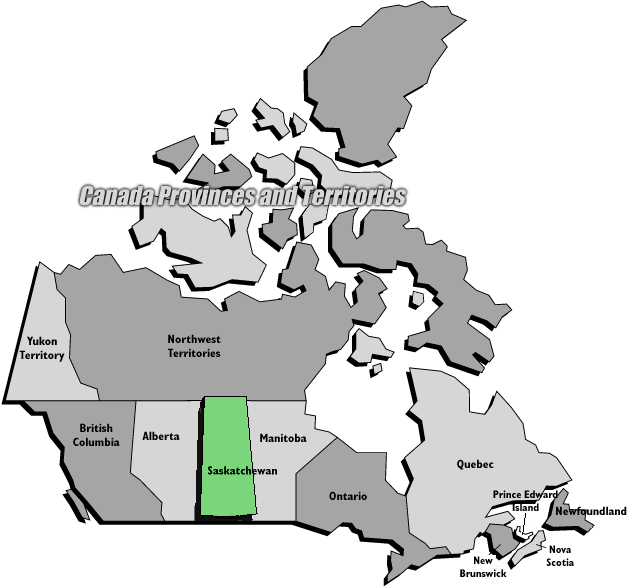 Canada Provinces and Territories
Yukon
Territory
Northwest
Territories
British
Columbia
Alberta
Saskatchewan
Manitoba
Ontario
Quebec
Prince Edward
Island
Newfoundland
New
Brunswick
Nova
Scotia